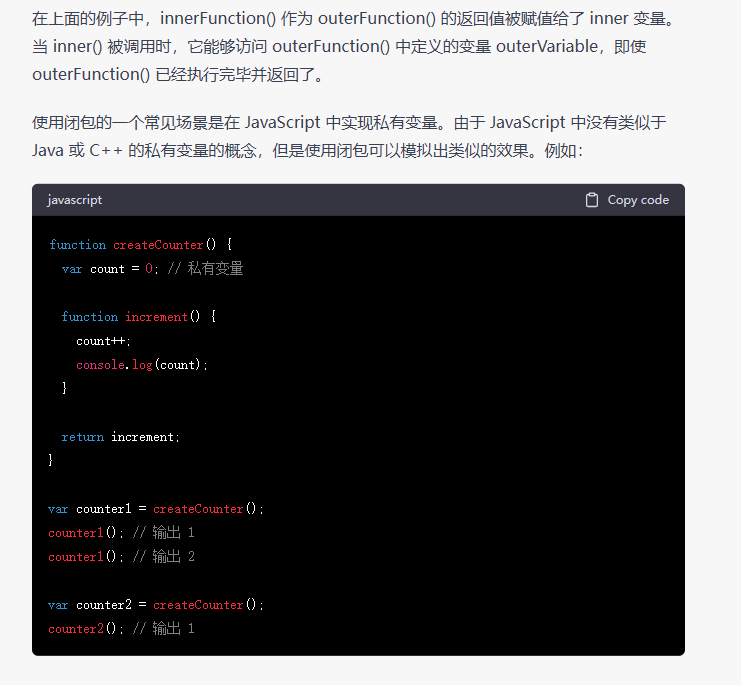 在上面的例子中，innerFunction() 作为 outerFunction() 的返回值被赋值给了 inner 变量。
当 inner() 被调用时，它能够访问 outerFunction() 中定义的变量 outerVariable，即使
outerFunction() 已经执行完毕并返回了。
使用闭包的一个常见场景是在 JavaScript 中实现私有变量。由于 JavaScript 中没有类似于
Java 或 C++ 的私有变量的概念，但是使用闭包可以模拟出类似的效果。例如：
javascript Copy code
function createCounter() {
  var count = 0; // 私有变量
  function increment() {
    count++;
    console.log(count);
  }
  return increment;
}
var counter1 = createCounter();
counter1(); // 输出 1
counter1(); // 输出 2
var counter2 = createCounter();
counter2(); // 输出 1